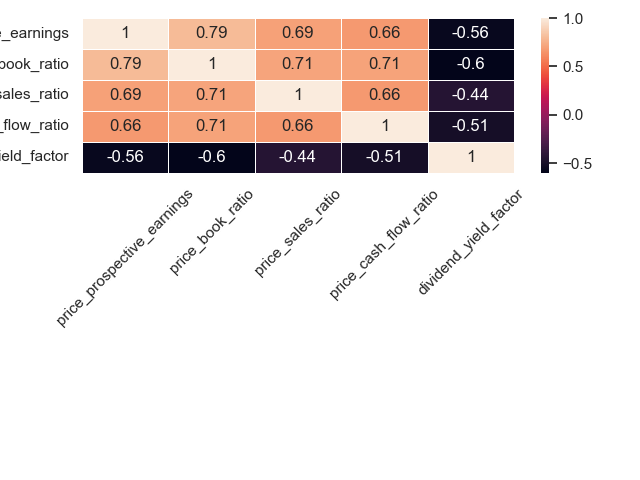 e_earnings 1 0.79 0.69 0.66 -0.56 1.0
book_ratio 0.79 1 0.71 0.71 -0.6 0.5
sales_ratio 0.69 0.71 1 0.66 -0.44 0.0
_flow_ratio 0.66 0.71 0.66 1 -0.51
ield_factor -0.56 -0.6 -0.44 -0.51 1 −0.5
price_prospective_earnings
price_book_ratio
price_sales_ratio
price_cash_flow_ratio
dividend_yield_factor